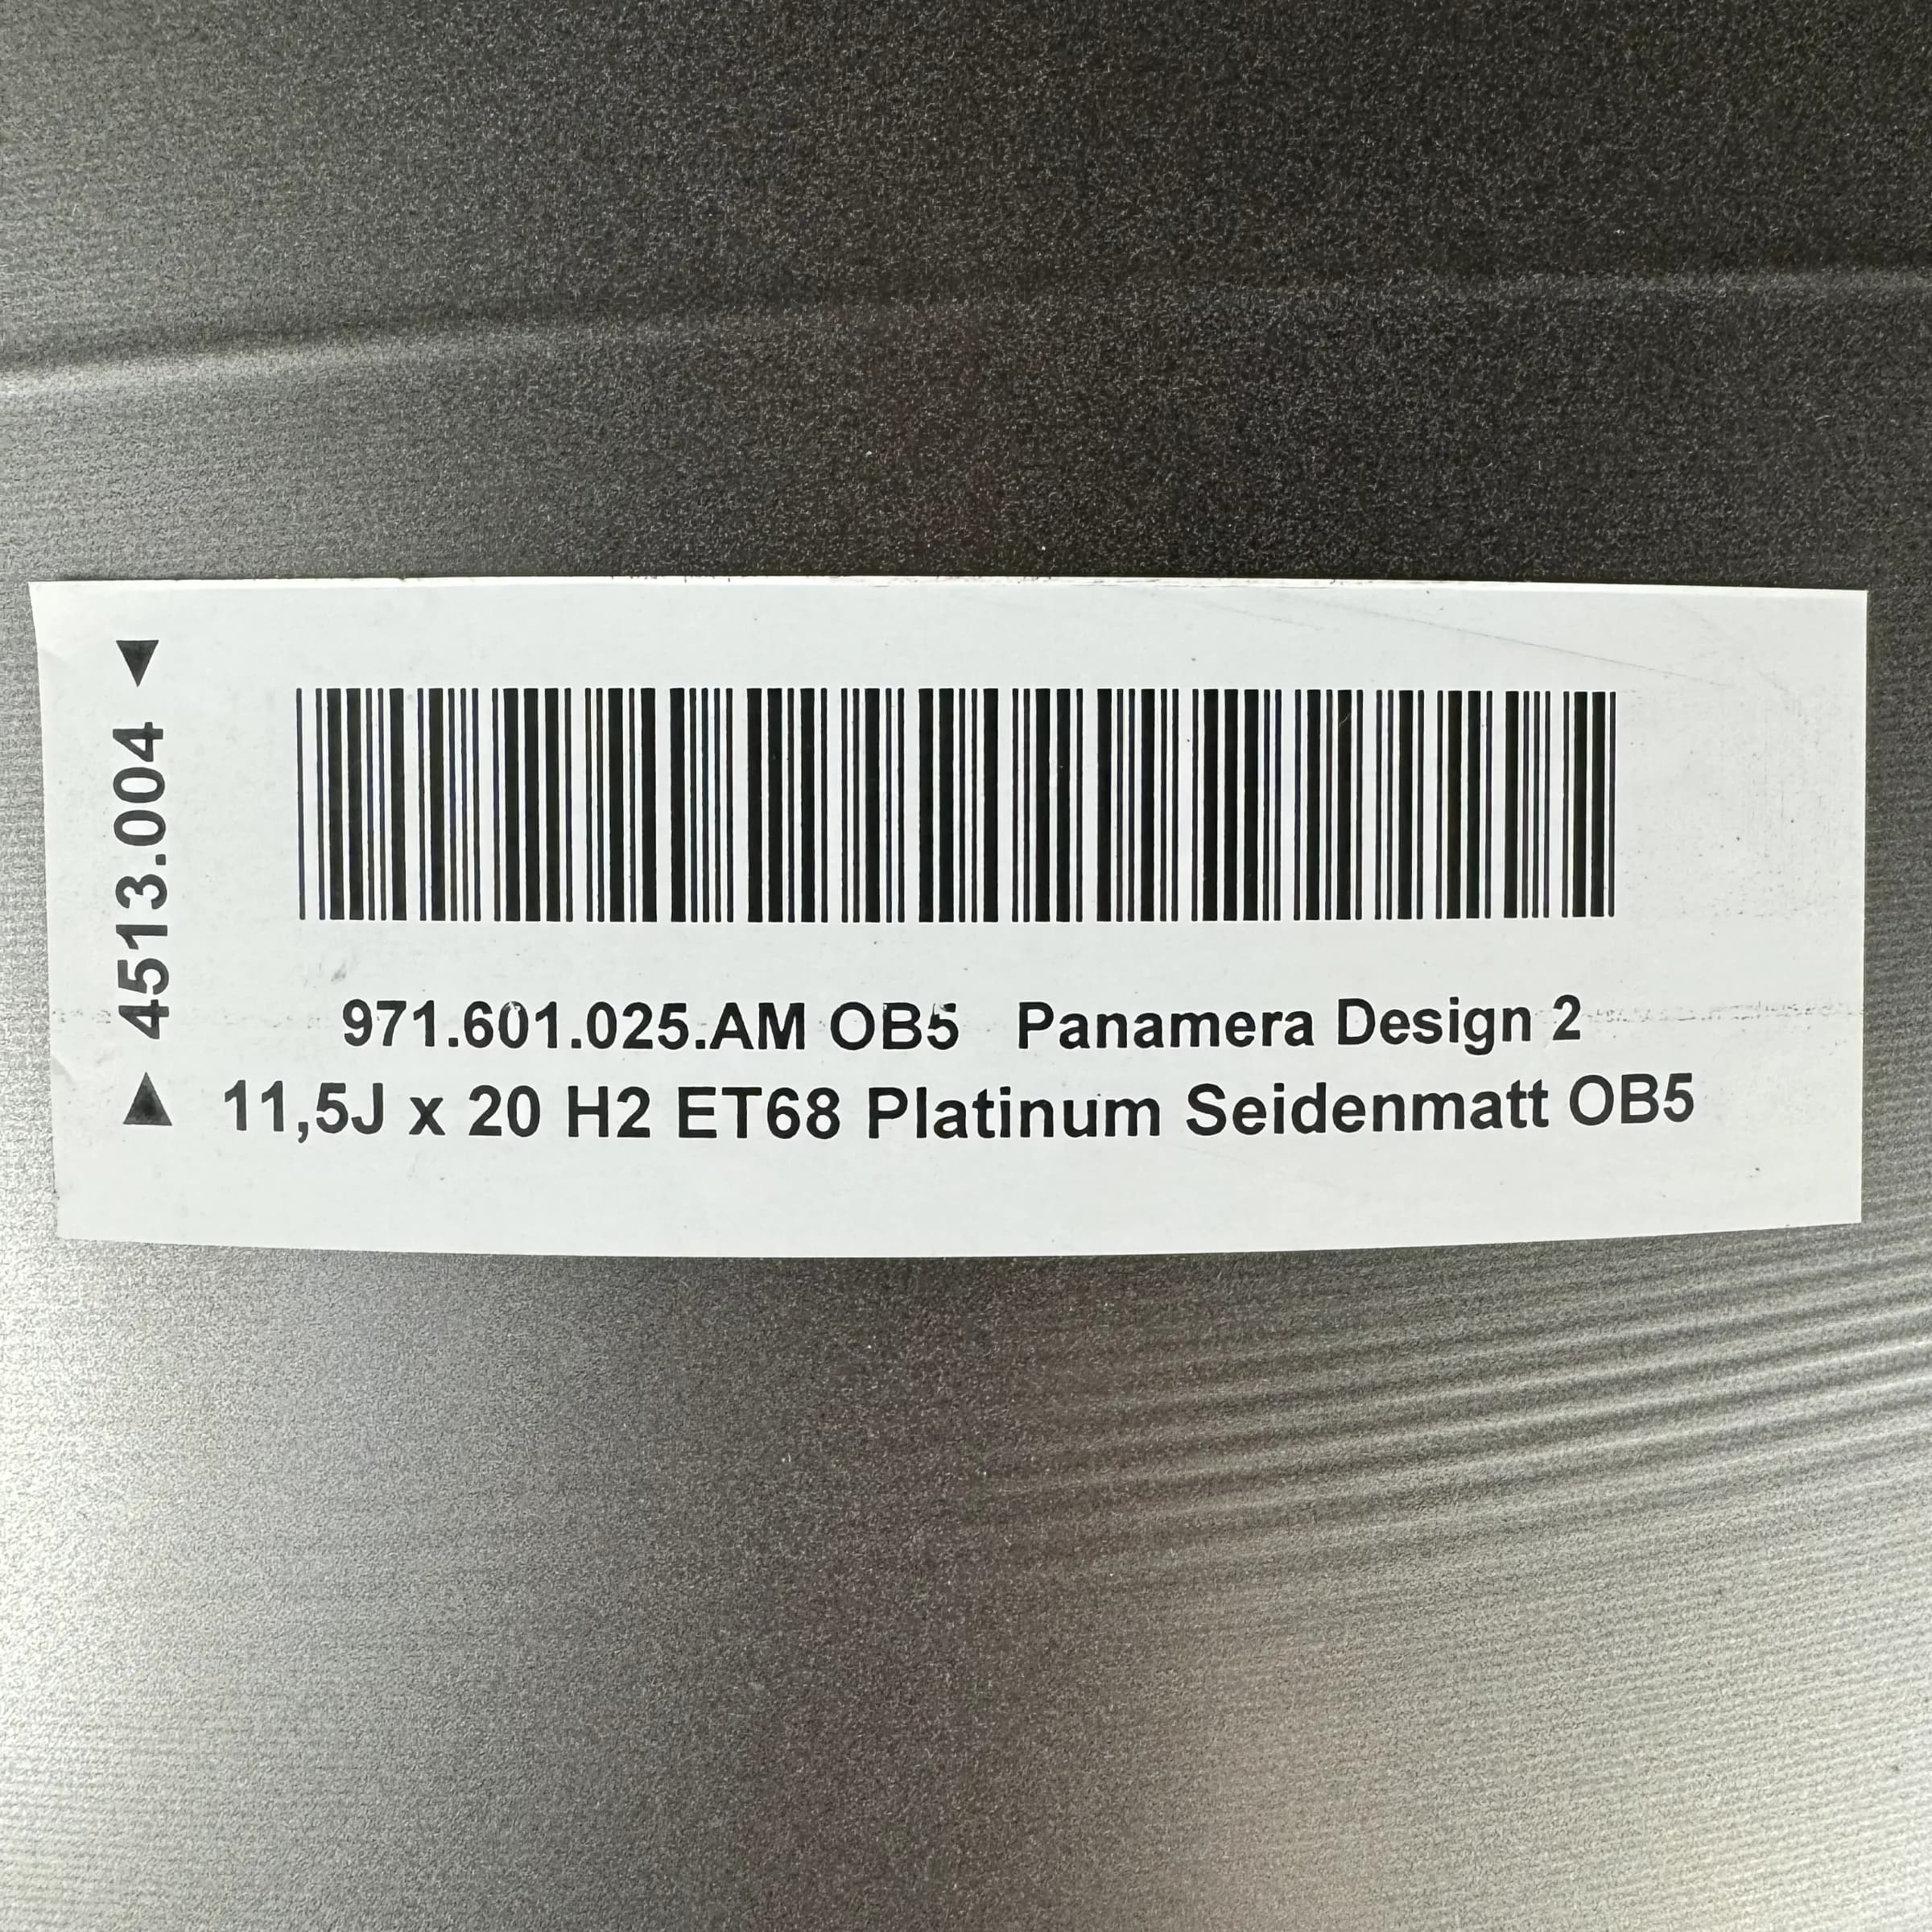 ▶ 4513.004 ◀
971.601.025.AM OB5 Panamera Design 2
11,5J x 20 H2 ET68 Platinum Seidenmatt OB5